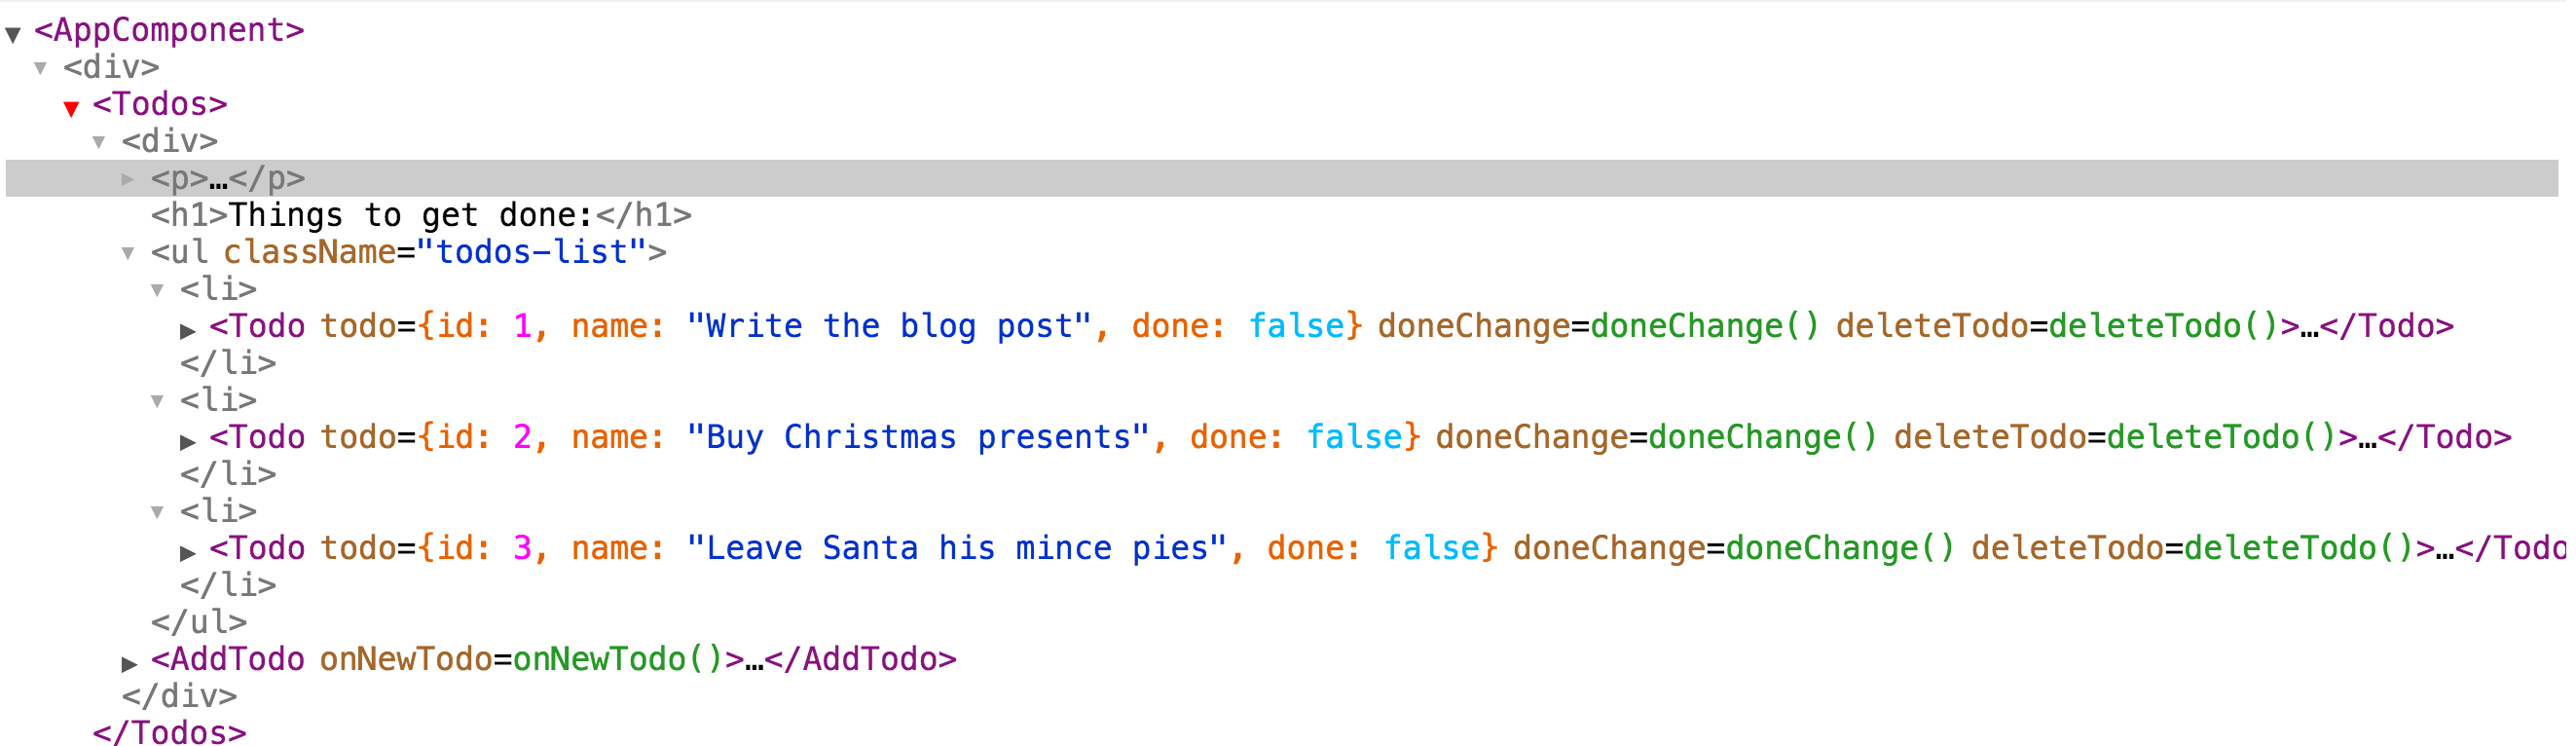 <AppComponent>
<div>
<Todos>
<div>
<p>…</p>
<h1>Things to get done:</h1>
<ul className="todos-list">
<li>
<Todo todo={id: 1, name: "Write the blog post", done: false} doneChange=doneChange() deleteTodo=deleteTodo()>…</Todo>
</li>
<li>
<Todo todo={id: 2, name: "Buy Christmas presents", done: false} doneChange=doneChange() deleteTodo=deleteTodo()>…</Todo>
</li>
<li>
<Todo todo={id: 3, name: "Leave Santa his mince pies", done: false} doneChange=doneChange() deleteTodo=deleteTodo()>…</Todo
</li>
</ul>
<AddTodo onNewTodo=onNewTodo()>…</AddTodo>
</div>
</Todos>